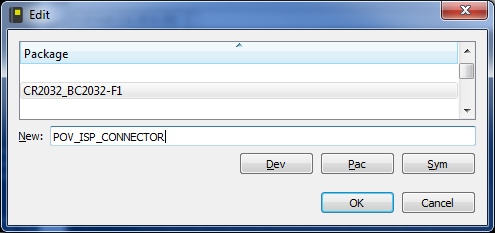 Edit
Package
CR2032_BC2032-F1
New: POV_ISP_CONNECTOR
Dev Pac Sym
OK Cancel